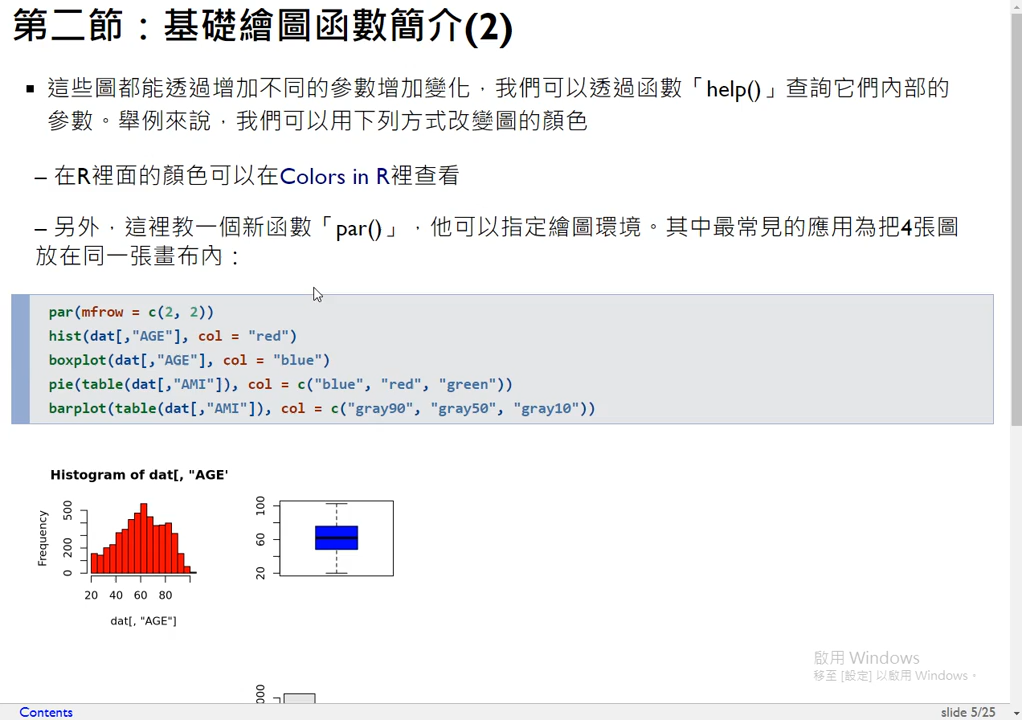 第二節：基礎繪圖函數簡介(2)
這些圖都能透過增加不同的參數增加變化，我們可以透過函數「help()」查詢它們內部的
參數。舉例來說，我們可以用下列方式改變圖的顏色
– 在R裡面的顏色可以在Colors in R裡查看
– 另外，這裡教一個新函數「par()」，他可以指定繪圖環境。其中最常見的應用為把4張圖
放在同一張畫布內：
par(mfrow = c(2, 2))
hist(dat[,"AGE"], col = "red")
boxplot(dat[,"AGE"], col = "blue")
pie(table(dat[,"AMI"]), col = c("blue", "red", "green"))
barplot(table(dat[,"AMI"]), col = c("gray90", "gray50", "gray10"))
Histogram of dat[, "AGE"
Frequency
500
200
0
20 40 60 80
dat[, "AGE"]
100
60
20
000
啟用 Windows
移至 [設定] 以啟用 Windows。
Contents
slide 5/25